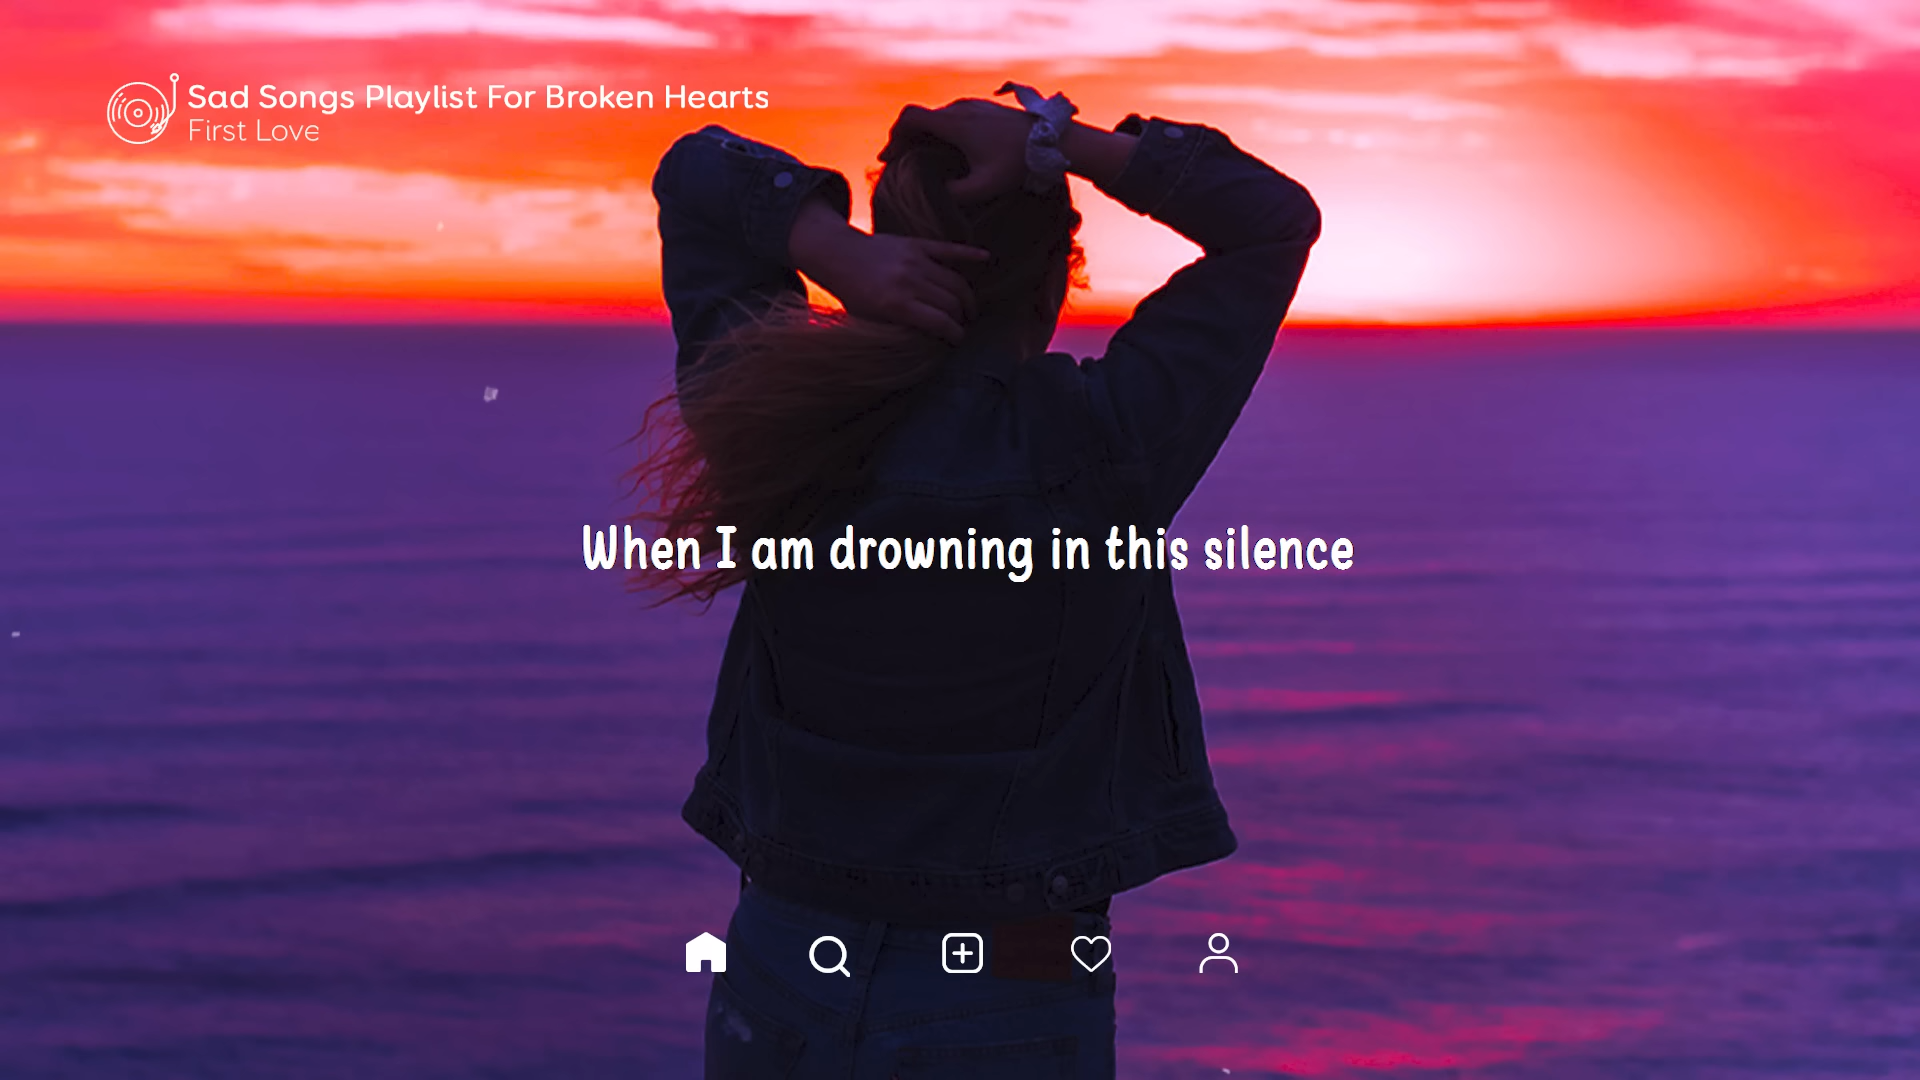 Sad Songs Playlist For Broken Hearts
First Love
When I am drowning in this silence